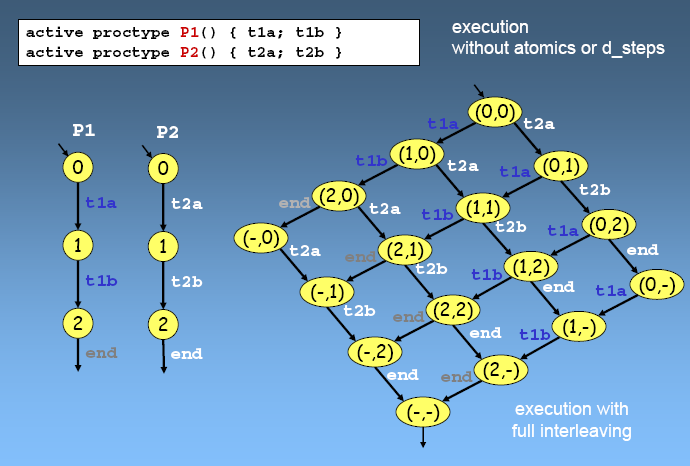 active proctype P1() { t1a; t1b }
active proctype P2() { t2a; t2b }
execution
without atomics or d_steps
P1 P2
0 0
t1a t2a
1 1
t1b t2b
2 2
end end
(0,0)
t1a t2a
(1,0) (0,1)
t1b t2a t1a t2b
(2,0) (1,1) (0,2)
end t2a t1b t2b t1a end
(-,0) (2,1) (1,2) (0,-)
t2a end t2b t1b end t1a
(-,1) (2,2) (1,-)
t2b end end t1b
(-,2) (2,-)
end end
(-,-)
execution with
full interleaving